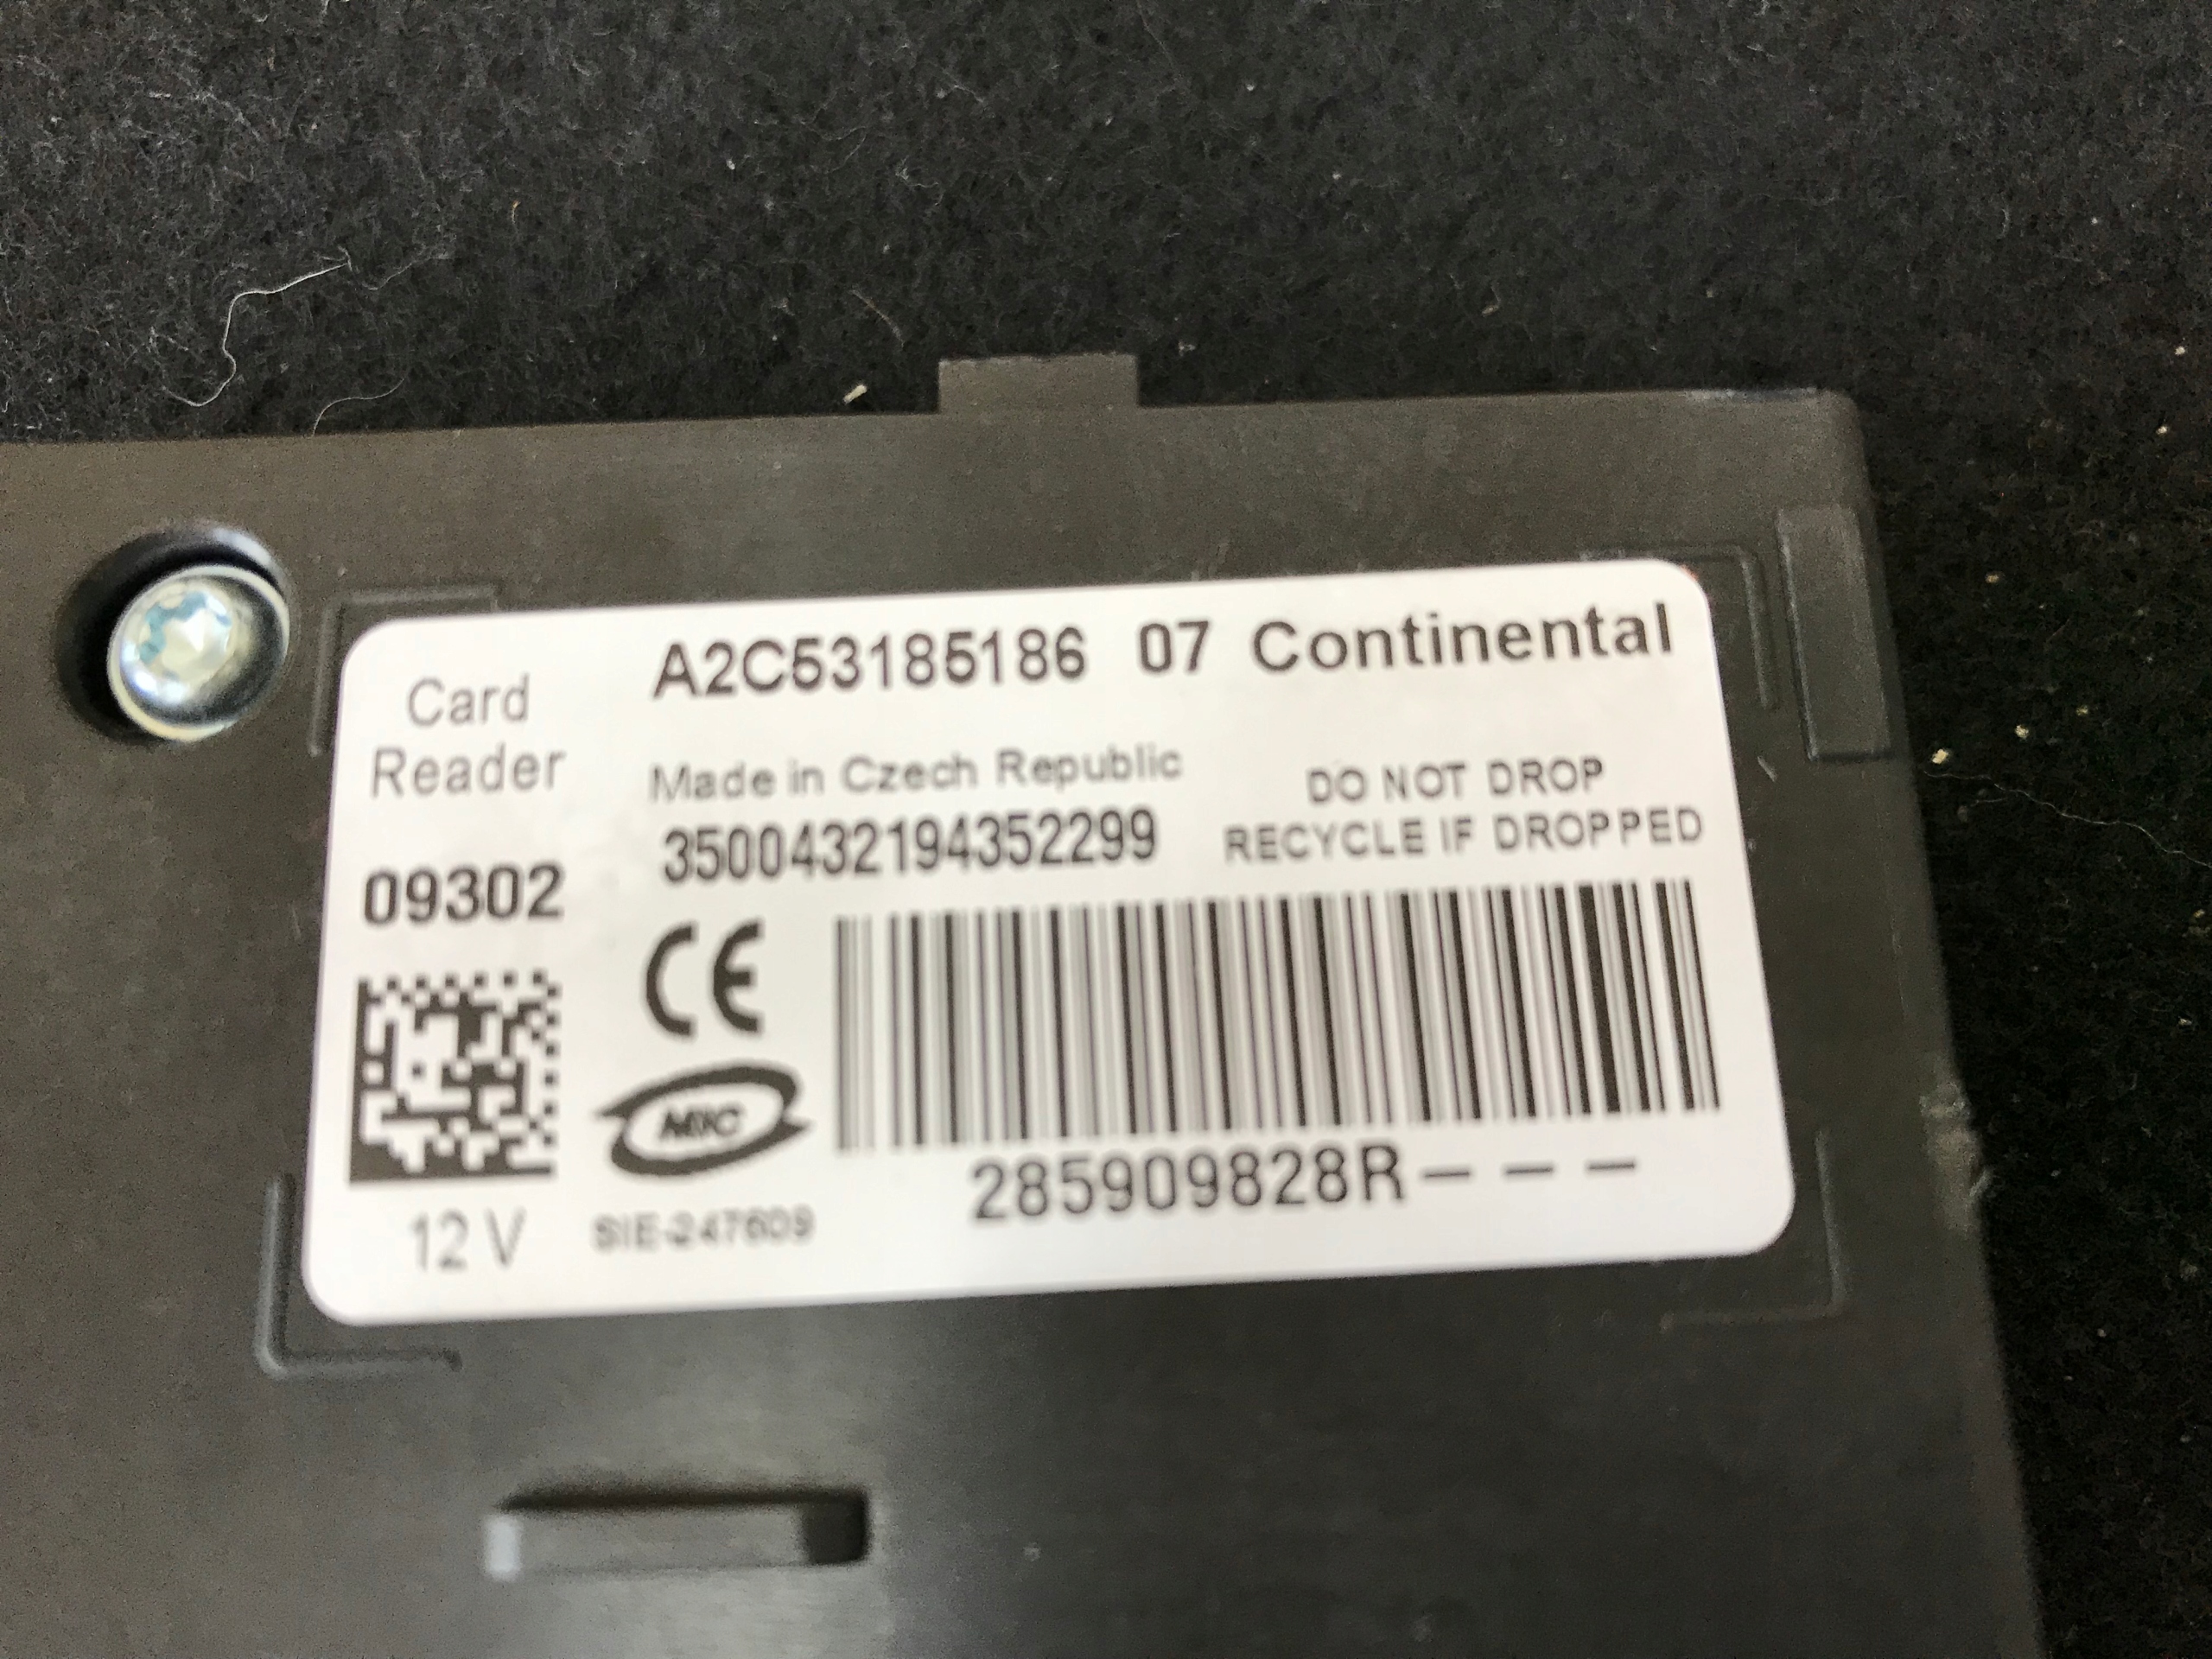 A2C53185186 07 Continental
Card
Reader
Made in Czech Republic
DO NOT DROP
RECYCLE IF DROPPED
3500432194352299
09302
CE
MIC
285909828R– – –
12 V
SIE-247609